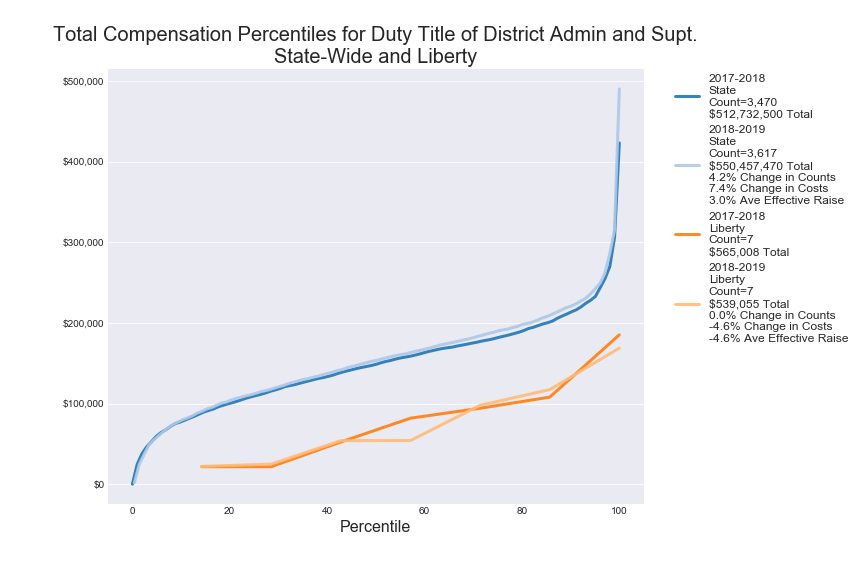 Total Compensation Percentiles for Duty Title of District Admin and Supt.
State-Wide and Liberty
$500,000
$400,000
$300,000
$200,000
$100,000
$0
0
20
40
60
80
100
Percentile
2017-2018
State
Count=3,470
$512,732,500 Total
2018-2019
State
Count=3,617
$550,457,470 Total
4.2% Change in Counts
7.4% Change in Costs
3.0% Ave Effective Raise
2017-2018
Liberty
Count=7
$565,008 Total
2018-2019
Liberty
Count=7
$539,055 Total
0.0% Change in Counts
-4.6% Change in Costs
-4.6% Ave Effective Raise